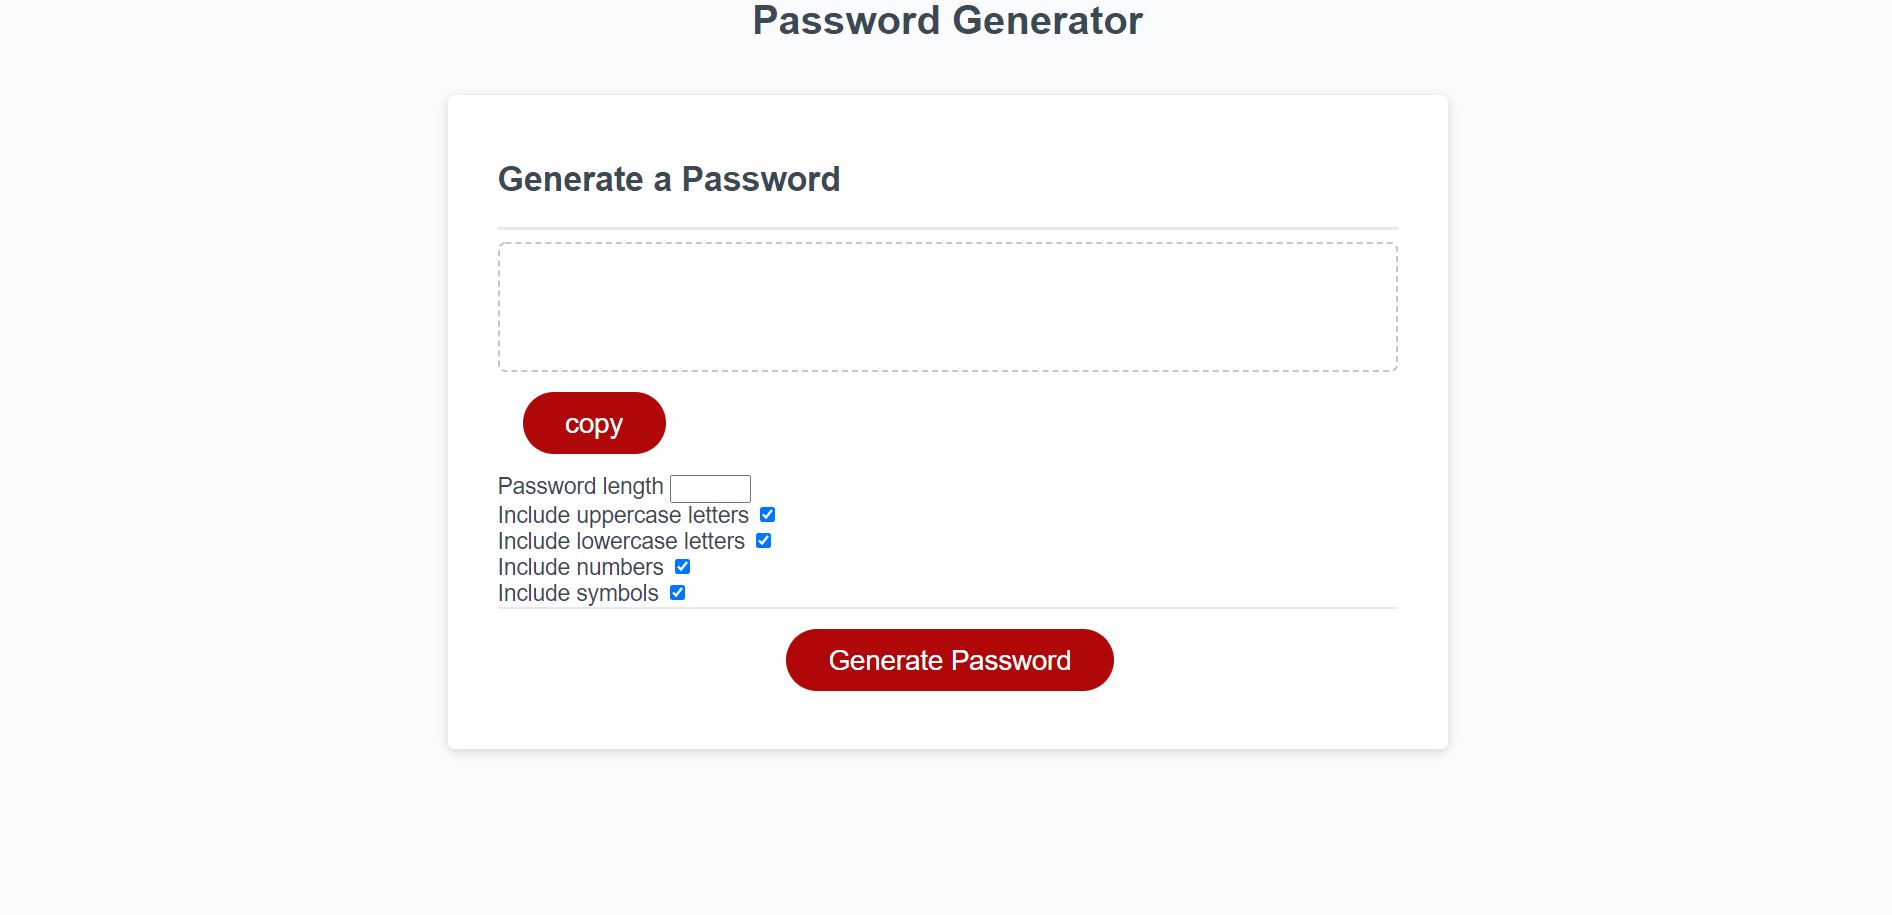 Password Generator
Generate a Password
copy
Password length
Include uppercase letters
Include lowercase letters
Include numbers
Include symbols
Generate Password